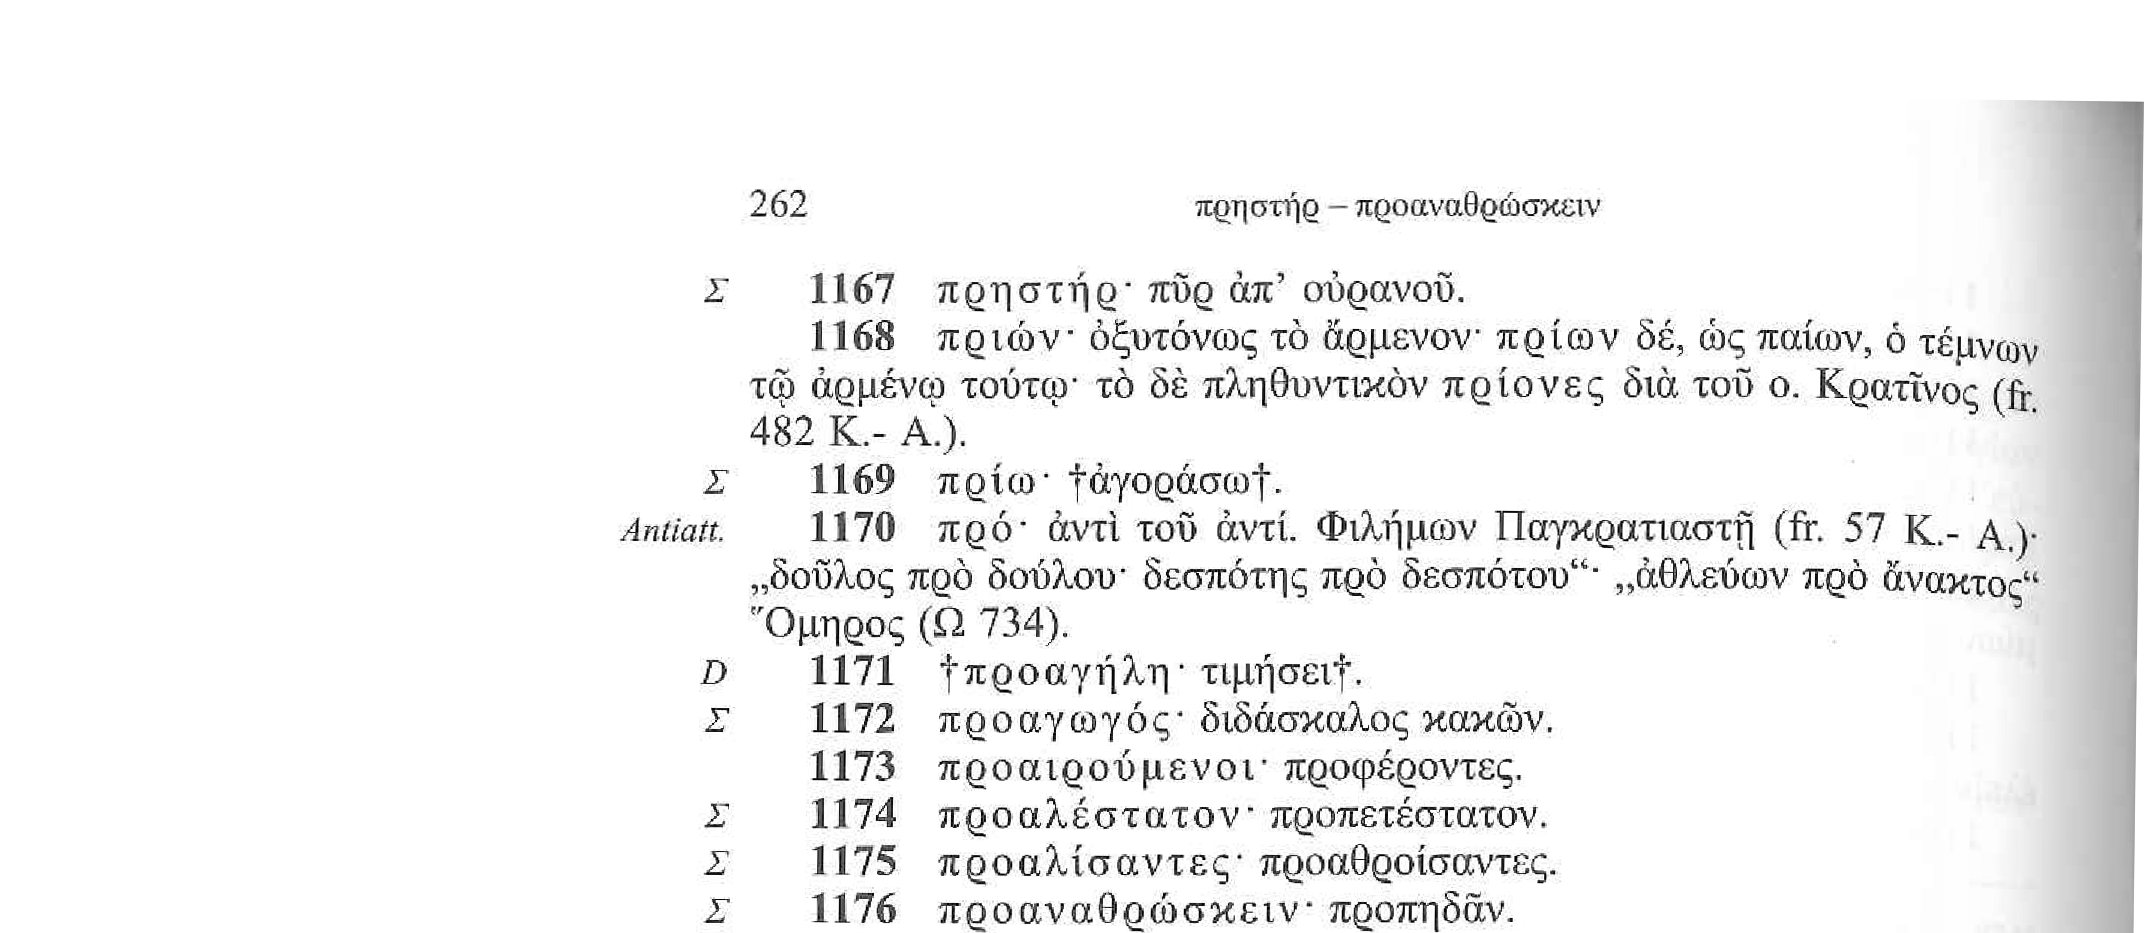 262 πρηστήρ – προαναθρώσκειν
Σ 1167 πρηστήρ· πῦρ ἀπ’ οὐρανοῦ.
1168 πριών· ὀξυτόνως τὸ ἄρμενον· πρίων δέ, ὡς παίων, ὁ τέμνων
τῷ ἀρμένῳ τούτῳ· τὸ δὲ πληθυντικὸν πρίονες διὰ τοῦ ο. Κρατῖνος (fr.
482 K.- A.).
Σ 1169 πρίω· †ἀγοράσω†.
Antiatt. 1170 πρό· ἀντὶ τοῦ ἀντί. Φιλήμων Παγκρατιαστῇ (fr. 57 K.- A.)·
„δοῦλος πρὸ δούλου· δεσπότης πρὸ δεσπότου“· „ἀθλεύων πρὸ ἄνακτος“
Ὅμηρος (Ω 734).
D 1171 †προαγήλη· τιμήσει†.
Σ 1172 προαγωγός· διδάσκαλος κακῶν.
1173 προαιρούμενοι· προφέροντες.
Σ 1174 προαλέστατον· προπετέστατον.
Σ 1175 προαλίσαντες· προαθροίσαντες.
Σ 1176 προαναθρώσκειν· προπηδᾶν.